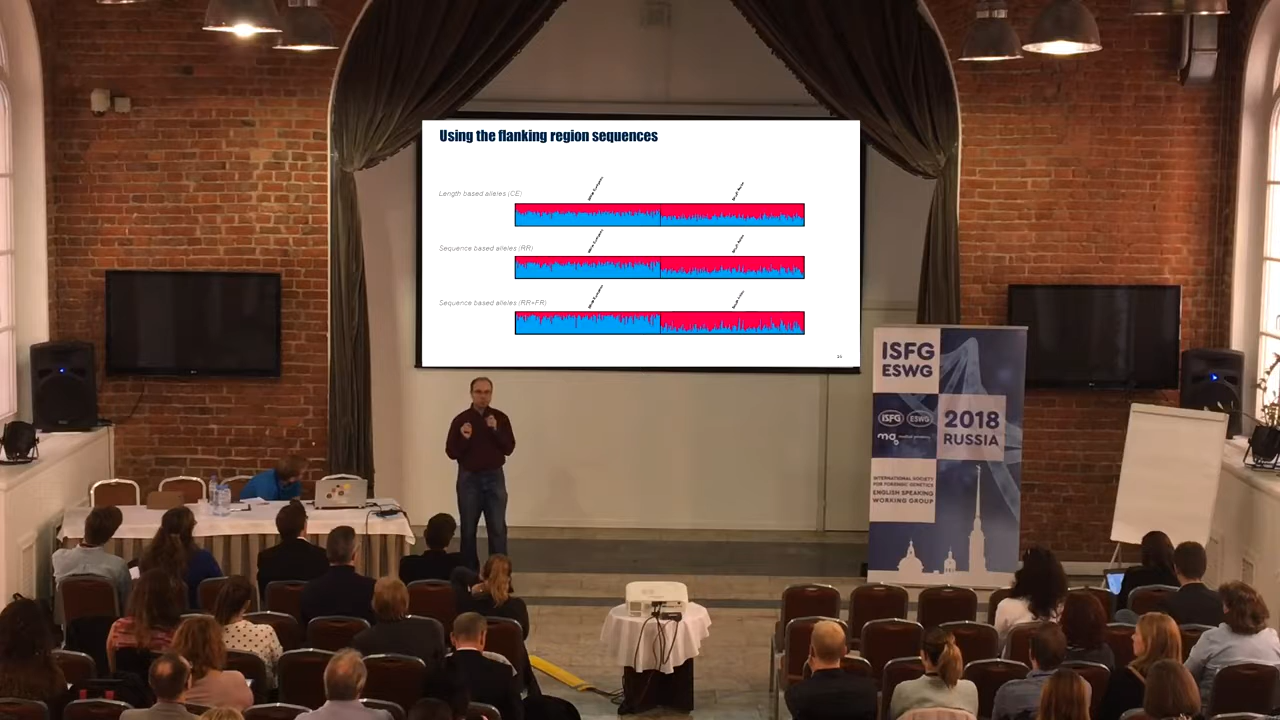 Using the flanking region sequences
Length based alleles (CE)
Sequence based alleles (RR)
Sequence based alleles (RR+FR)
ISFG
ESWG
ISFG ESWG
2018
RUSSIA
INTERNATIONAL SOCIETY
FOR FORENSIC GENETICS
ENGLISH SPEAKING
WORKING GROUP